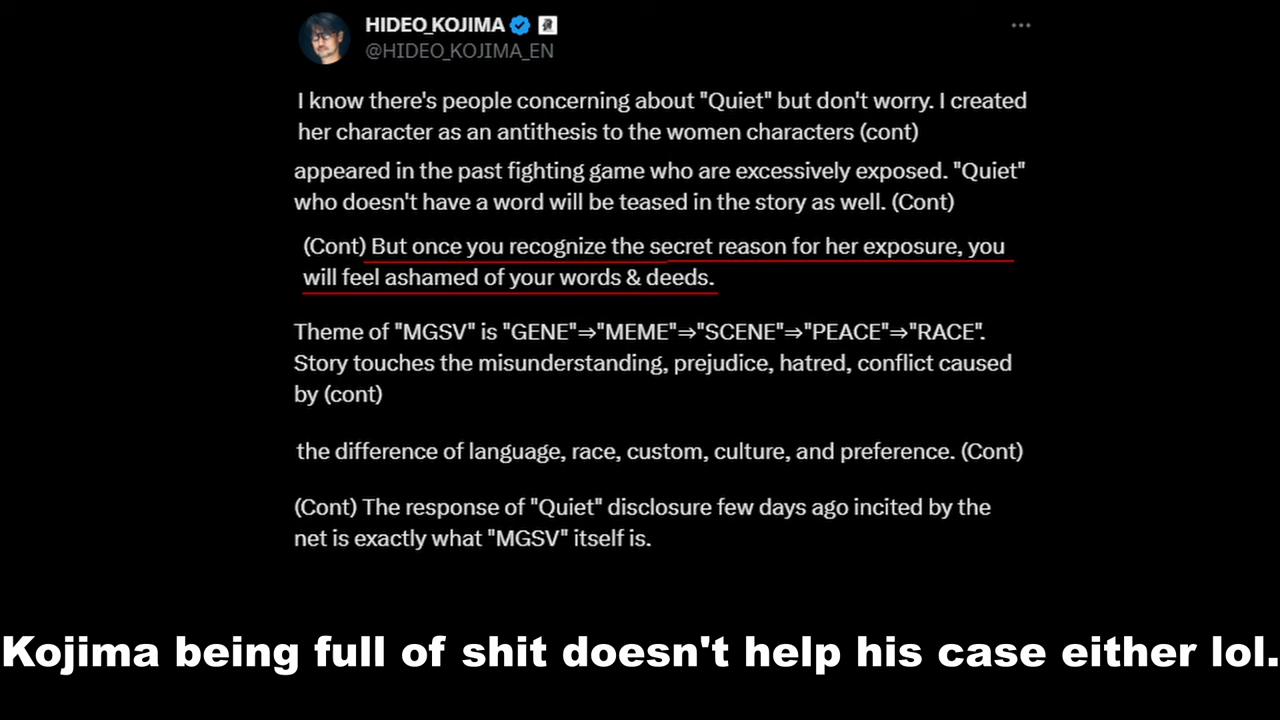 HIDEO_KOJIMA
@HIDEO_KOJIMA_EN
I know there's people concerning about "Quiet" but don't worry. I created
her character as an antithesis to the women characters (cont)
appeared in the past fighting game who are excessively exposed. "Quiet"
who doesn't have a word will be teased in the story as well. (Cont)
(Cont) But once you recognize the secret reason for her exposure, you
will feel ashamed of your words & deeds.
Theme of "MGSV" is "GENE"⇒"MEME"⇒"SCENE"⇒"PEACE"⇒"RACE".
Story touches the misunderstanding, prejudice, hatred, conflict caused
by (cont)
the difference of language, race, custom, culture, and preference. (Cont)
(Cont) The response of "Quiet" disclosure few days ago incited by the
net is exactly what "MGSV" itself is.
Kojima being full of shit doesn't help his case either lol.